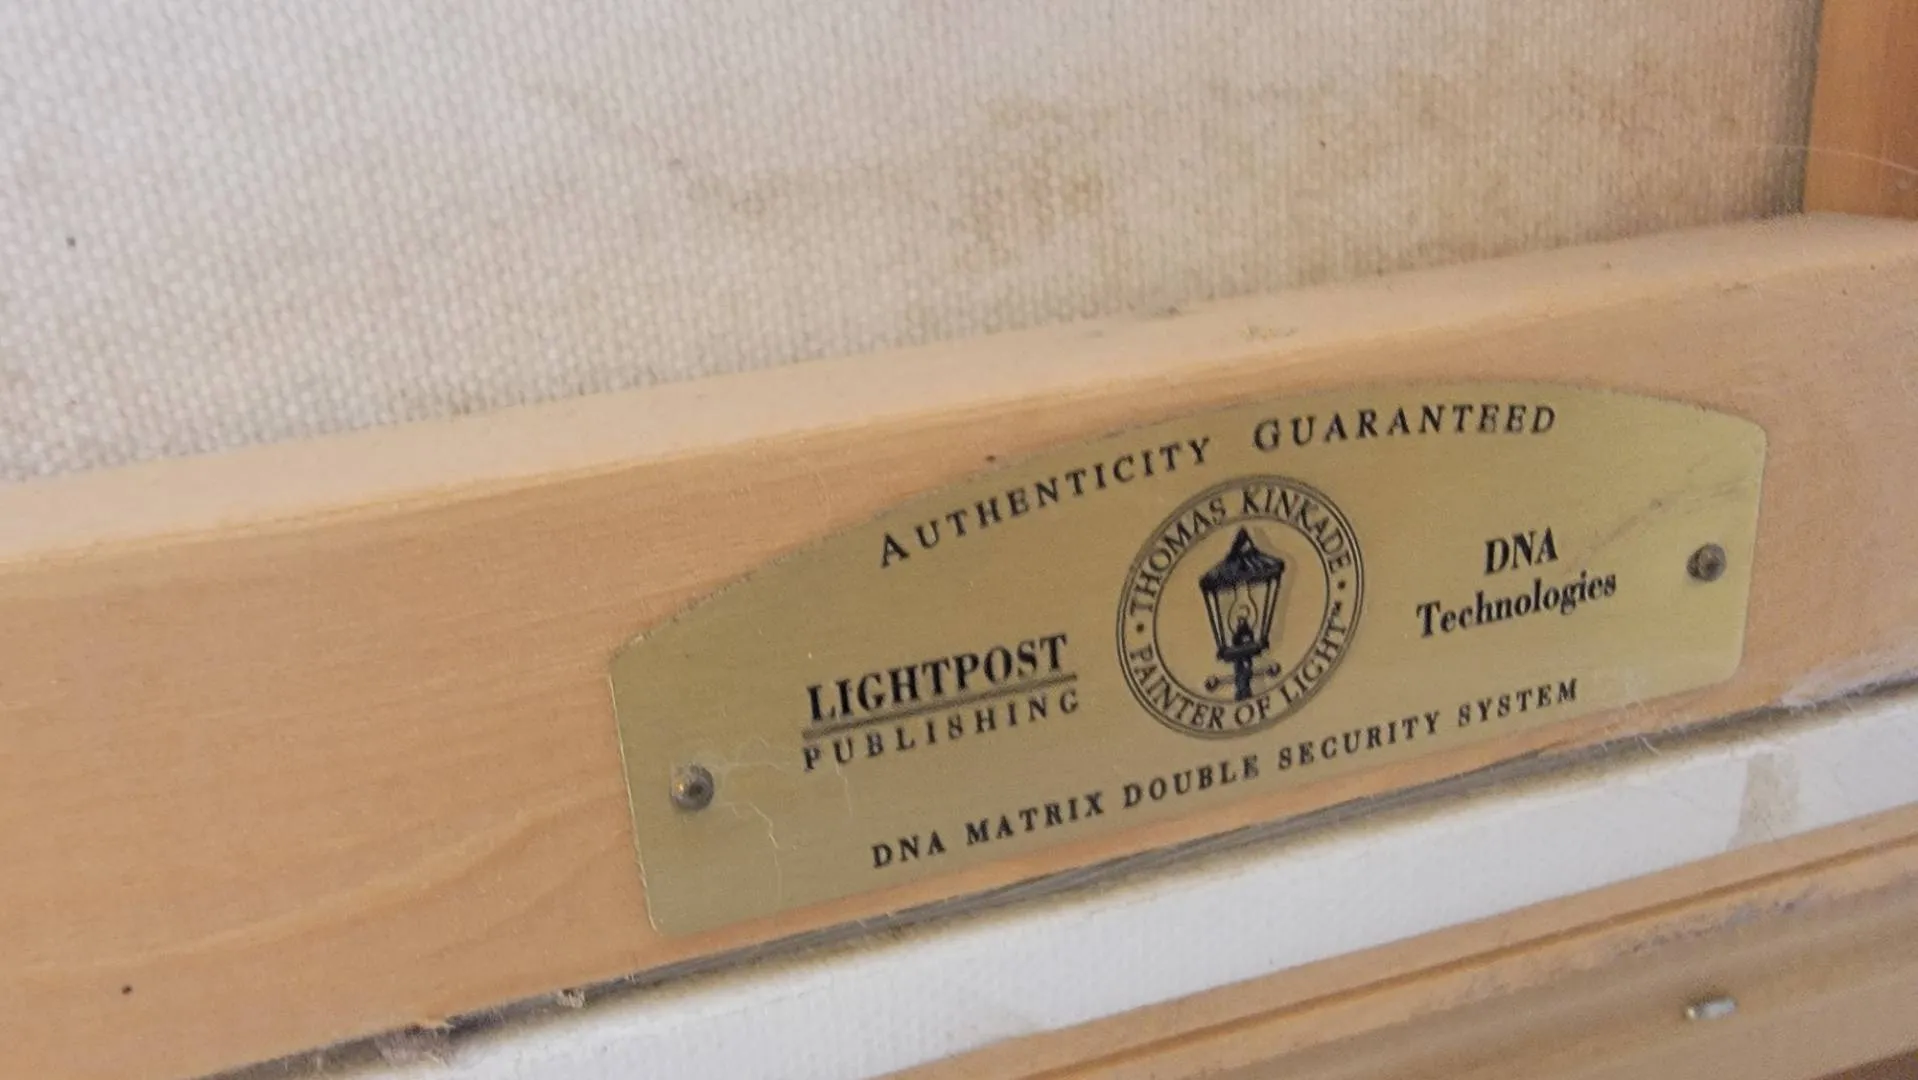 AUTHENTICITY GUARANTEED
LIGHTPOST
PUBLISHING
• THOMAS KINKADE •
PAINTER OF LIGHT™
DNA
Technologies
DNA MATRIX DOUBLE SECURITY SYSTEM